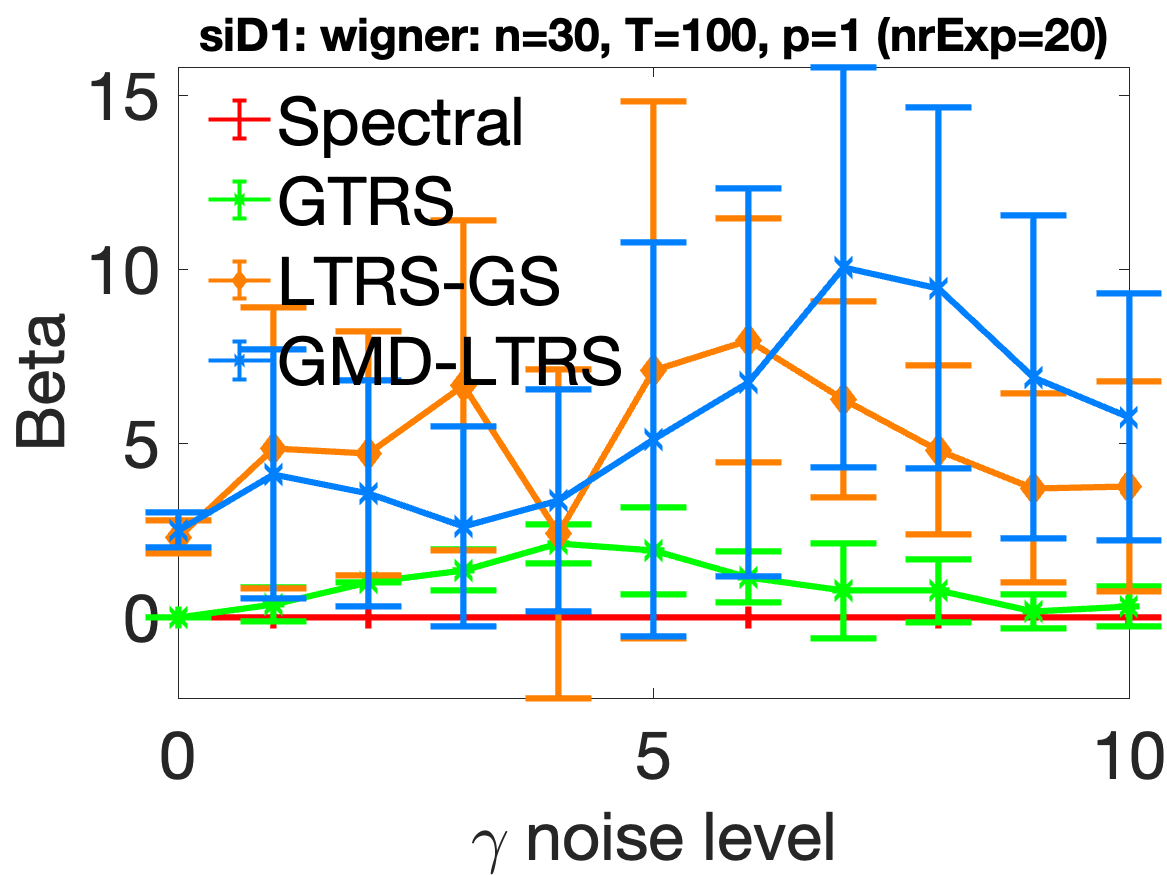 siD1: wigner: n=30, T=100, p=1 (nrExp=20)
15
10
5
0
Beta
Spectral
GTRS
LTRS-GS
GMD-LTRS
0
5
10
γ noise level